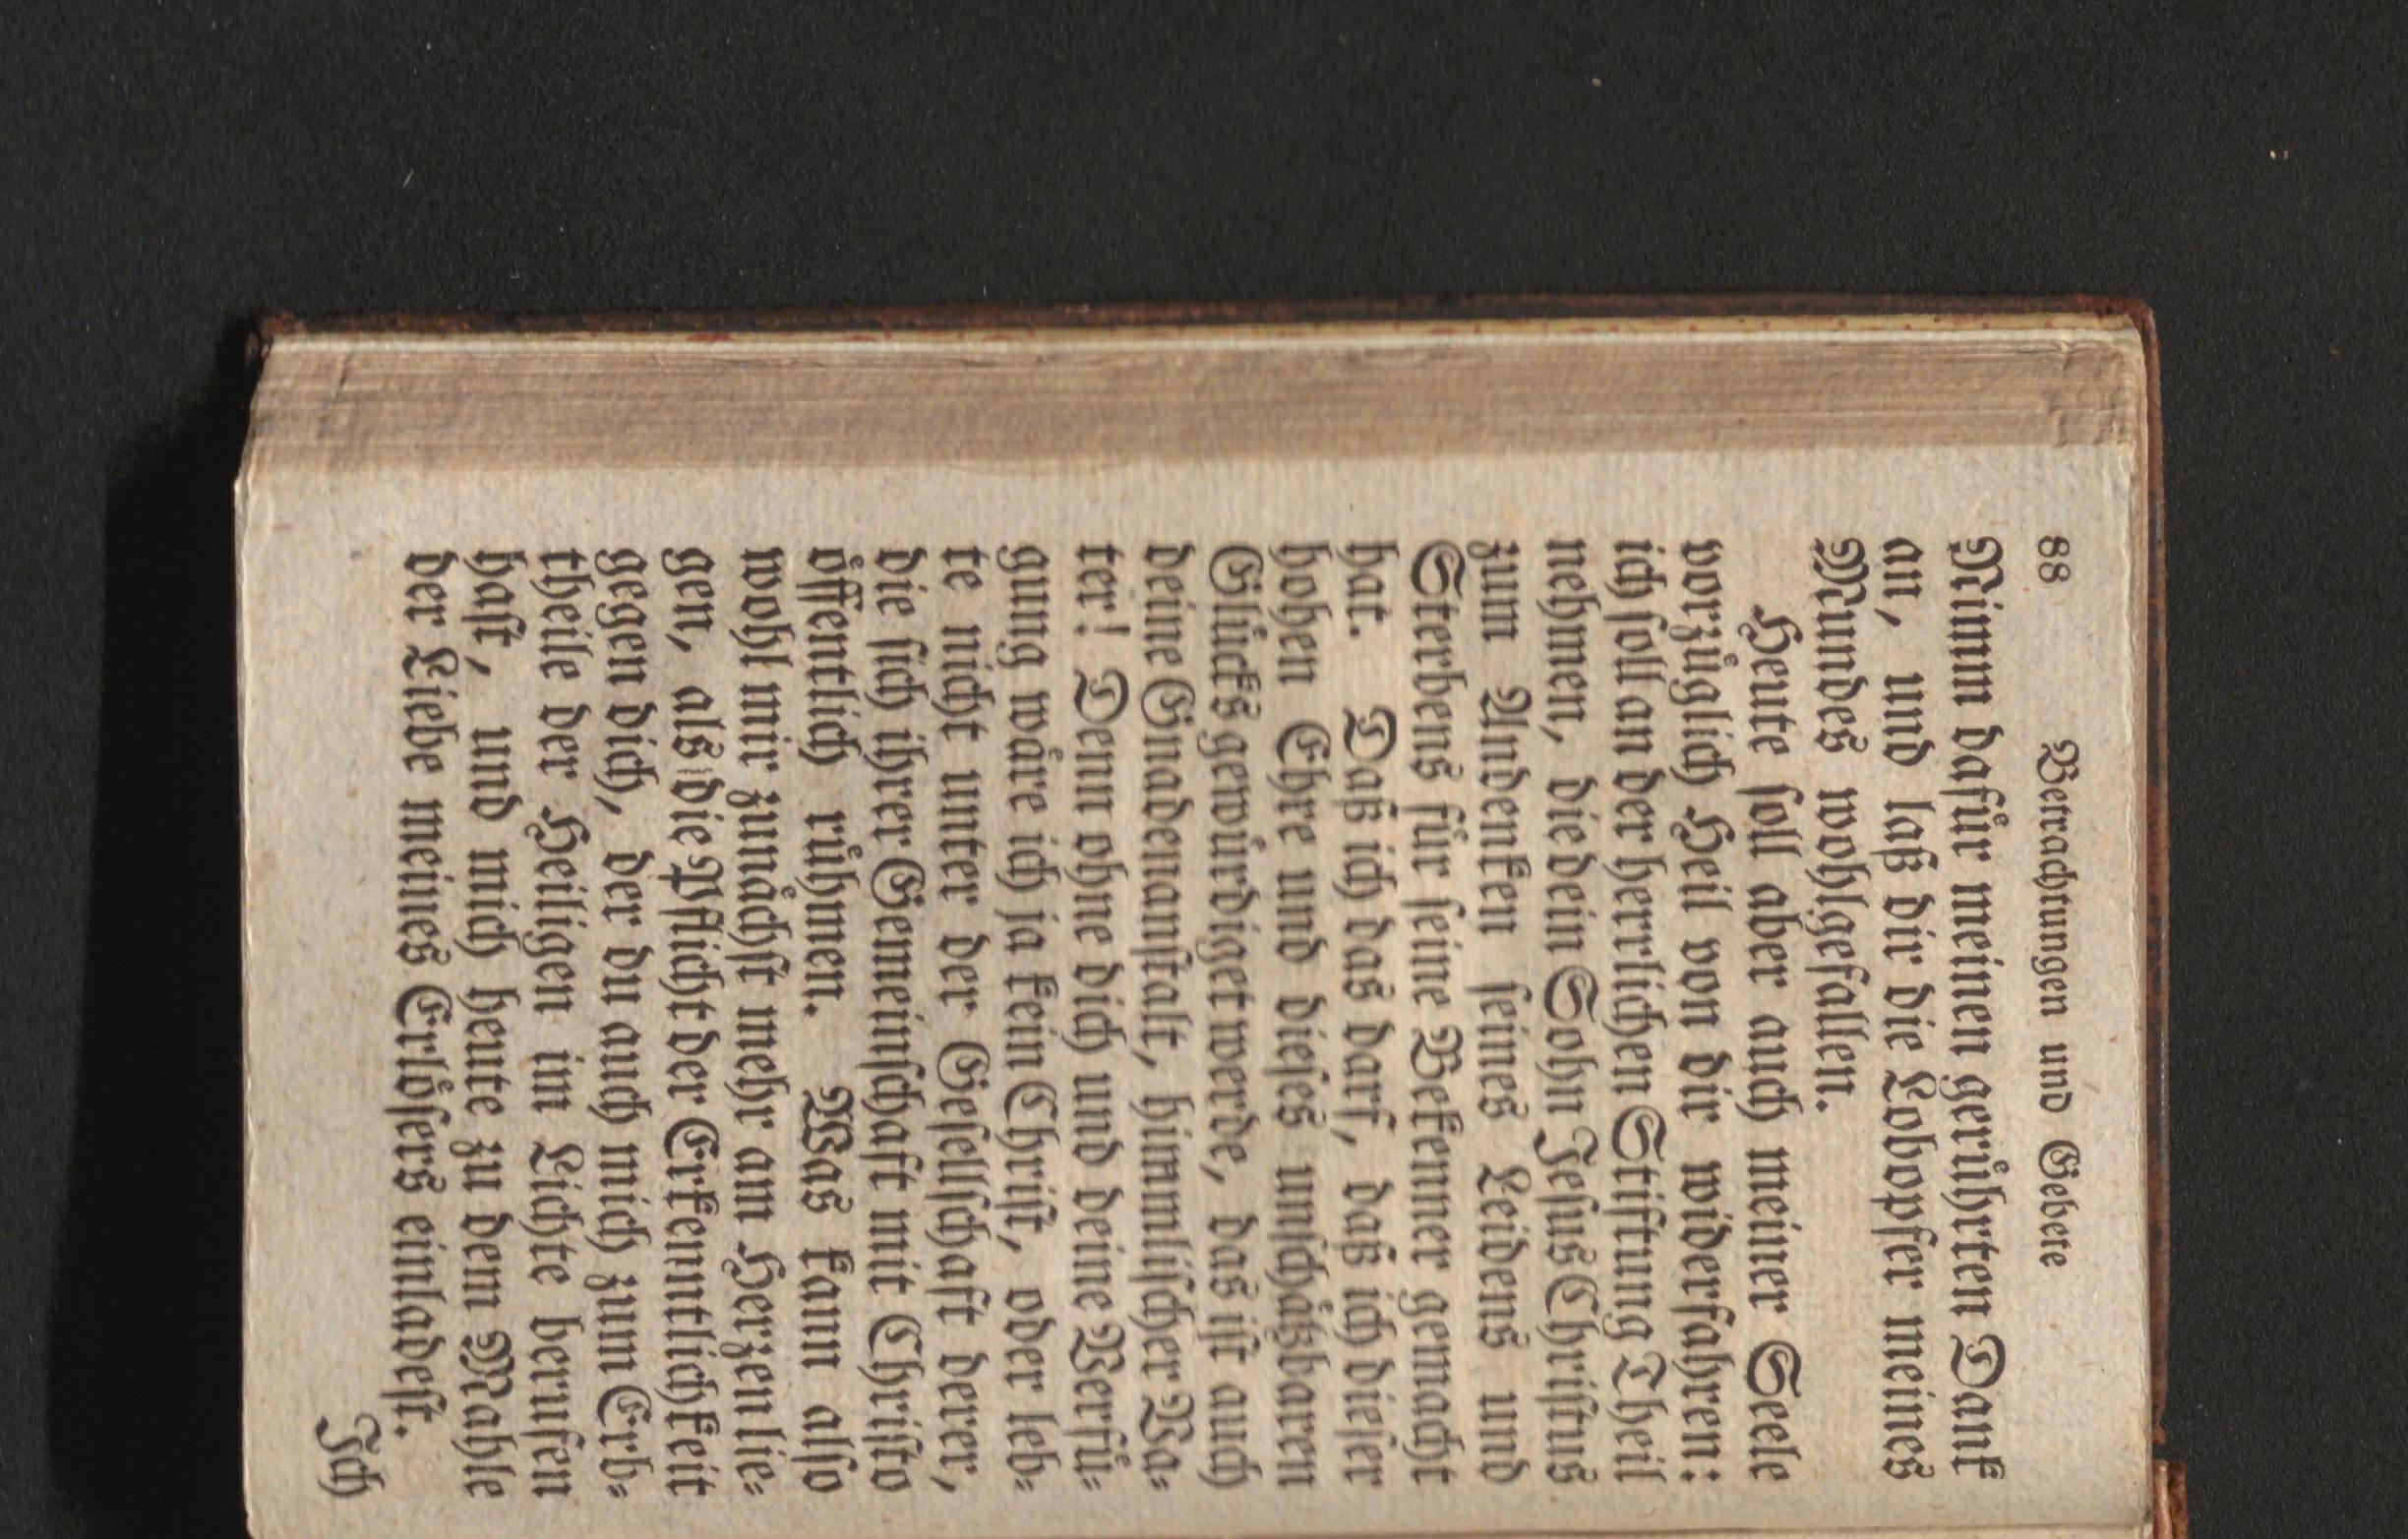 88 Betrachtungen und Gebete
Nimm dafür meinen gerührten Dank
an, und laß dir die Lobopfer meines
Mundes wohlgefallen.
Heute soll aber auch meiner Seele
vorzüglich Heil von dir widerfahren:
ich soll an der herrlichen Stiftung Theil
nehmen, die dein Sohn Jesus Christus
zum Andenken seines Leidens und
Sterbens für seine Bekenner gemacht
hat. Daß ich das darf, daß ich dieser
hohen Ehre und dieses unschäzbaren
Glücks gewürdiget werde, das ist auch
deine Gnadenanstalt, himmlischer Va-
ter! Denn ohne dich und deine Verfü-
gung wäre ich ja kein Christ, oder leb-
te nicht unter der Gesellschaft derer,
die sich ihrer Gemeinschaft mit Christo
öffentlich rühmen. Was kann also
wohl mir zunächst mehr am Herzen lie-
gen, als die Pflicht der Erkenntlichkeit
gegen dich, der du auch mich zum Erb-
theile der Heiligen im Lichte berufen
hast, und mich heute zu dem Mahle
der Liebe meines Erlösers einladest.
Ich